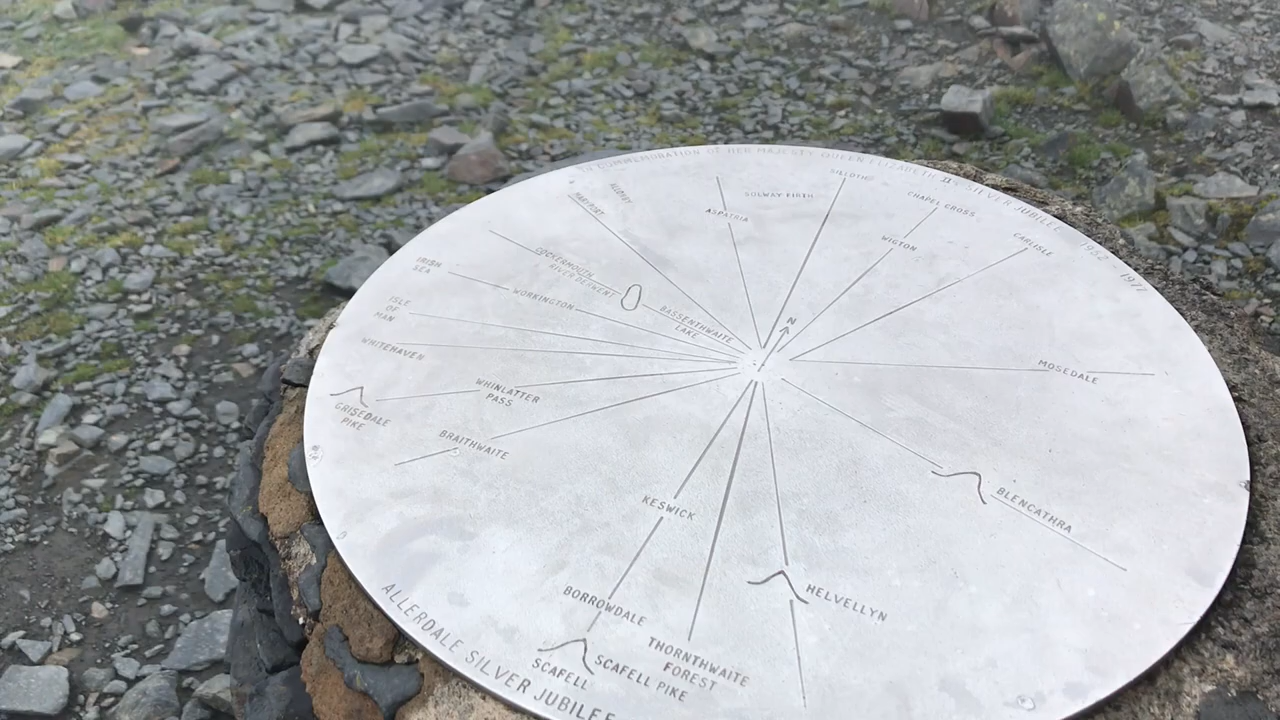 TO COMMEMORATION OF HER MAJESTY QUEEN ELIZABETH II'S SILVER JUBILEE 1952 - 1977
SILLOTH
SOLWAY FIRTH
ALLONBY
MARYPORT
ASPATRIA
CHAPEL CROSS
WIGTON
CARLISLE
COCKERMOUTH
RIVER DERWENT
IRISH
SEA
WORKINGTON
BASSENTHWAITE
LAKE
N
ISLE
OF
MAN
WHITEHAVEN
MOSEDALE
WHINLATTER
PASS
GRISEDALE
PIKE
BRAITHWAITE
BLENCATHRA
KESWICK
HELVELLYN
BORROWDALE
THORNTHWAITE
FOREST
SCAFELL
SCAFELL PIKE
ALLERDALE SILVER JUBILEE